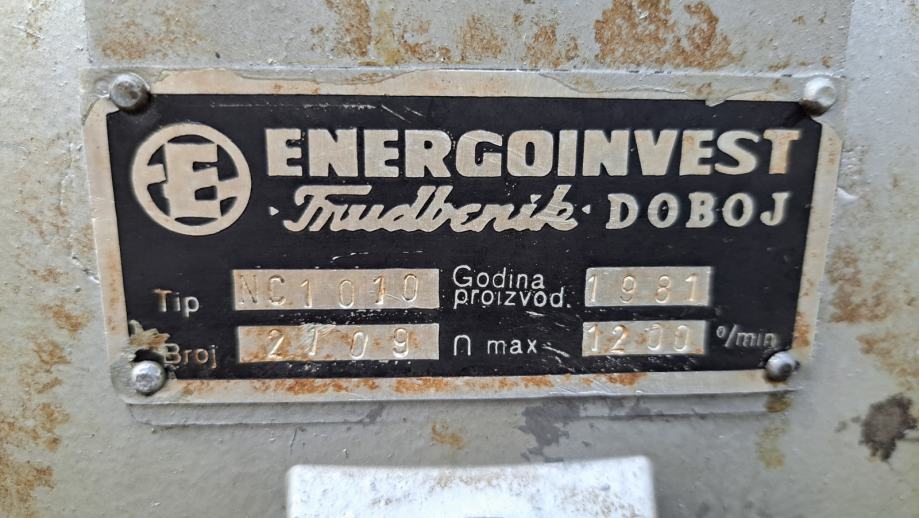 E ENERGOINVEST
·Trudbenik· DOBOJ
Tip NC1010 Godina proizvod. 1981
Broj 2109 n max 1200 º/min